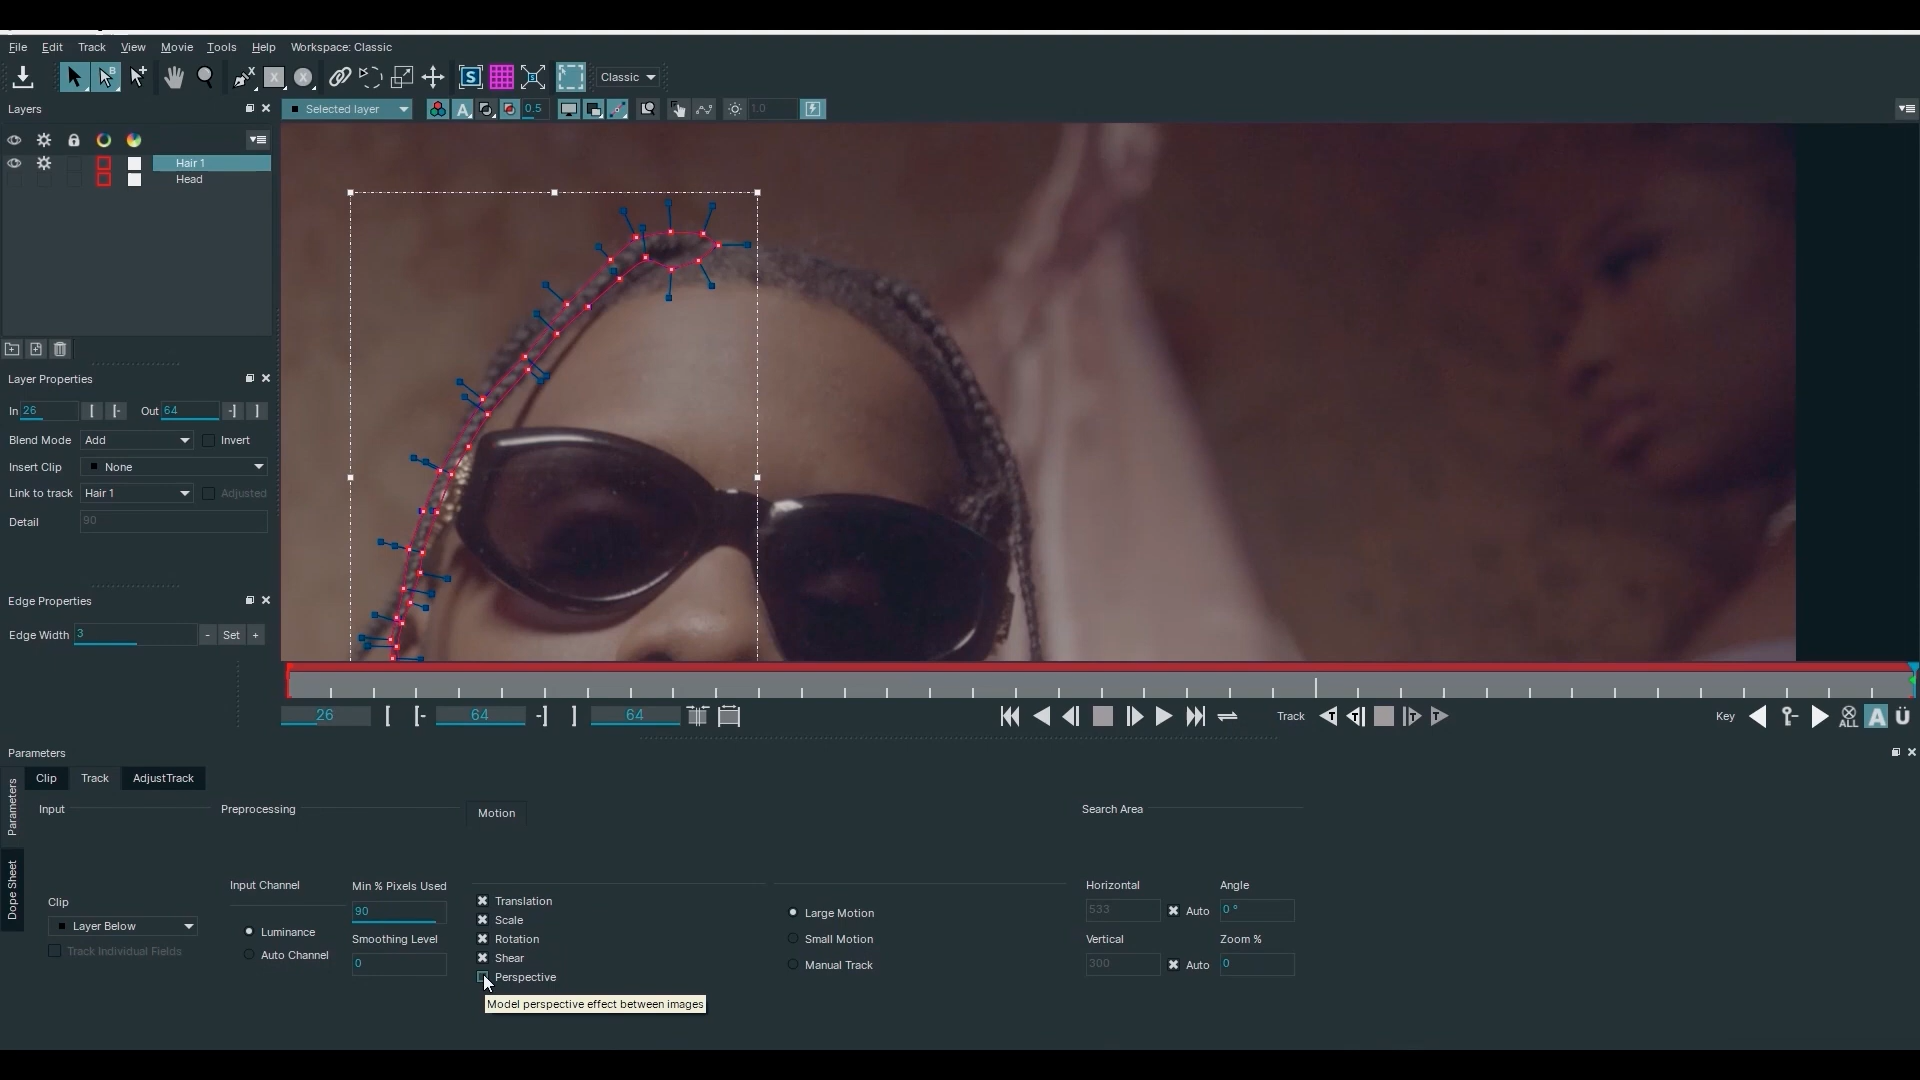 File Edit Track View Movie Tools Help Workspace: Classic
Classic
Layers
Selected layer
A
0.5
1.0
Hair 1
Head
Layer Properties
In 26 Out 64
Blend Mode Add Invert
Insert Clip None
Link to track Hair 1 Adjusted
Detail 90
Edge Properties
Edge Width 3 - Set +
26 64 64 Track Key ALL A Ü
Parameters
Clip Track AdjustTrack
Parameters
Dope Sheet
Input Preprocessing Motion Search Area
Input Channel Min % Pixels Used Horizontal Angle
Clip 90 Translation Large Motion 533 Auto 0 °
Layer Below Luminance Scale
Track Individual Fields Auto Channel Smoothing Level Rotation Small Motion Vertical Zoom %
0 Shear Manual Track 300 Auto 0
Perspective
Model perspective effect between images